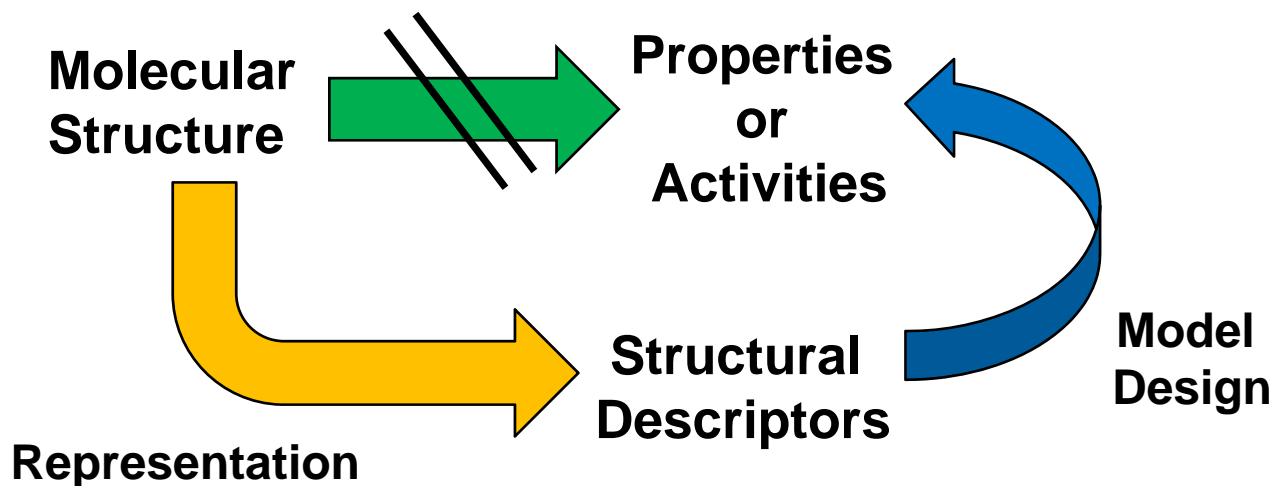 Molecular
Structure
Properties
or
Activities
Structural
Descriptors
Model
Design
Representation